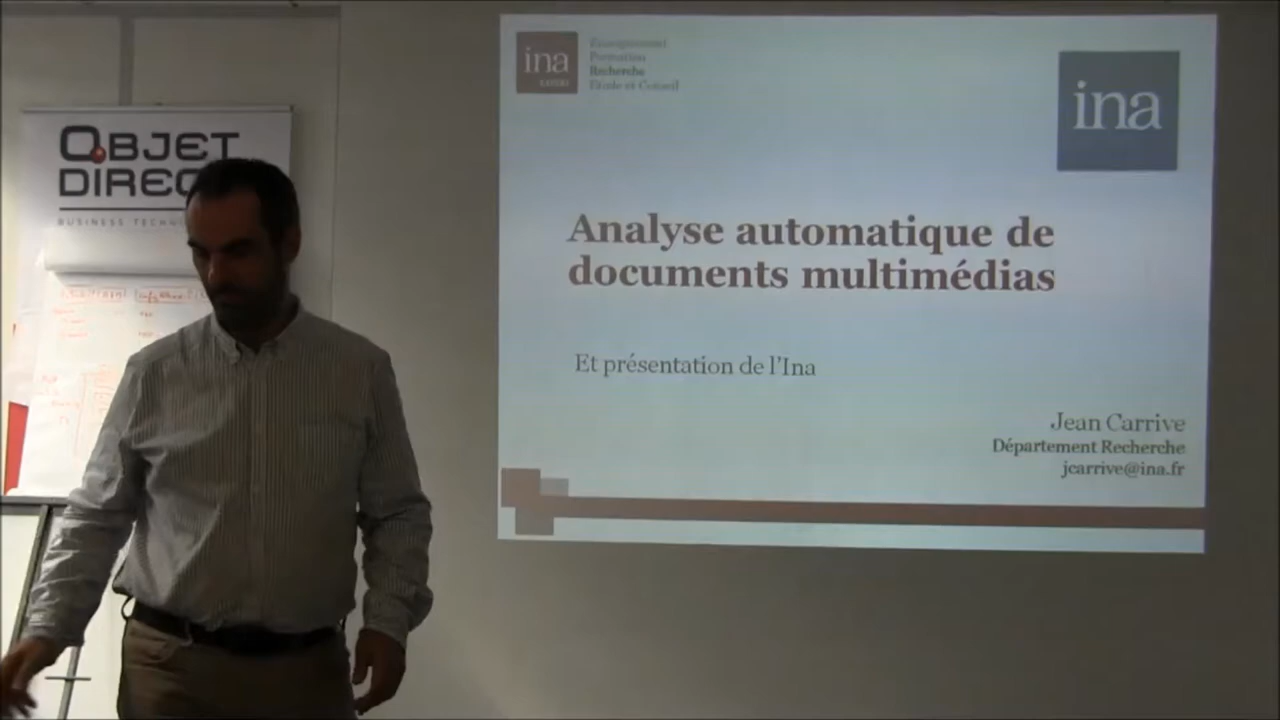 OBJET
DIREC
BUSINESS TECHN
ina
EXPERT
Enseignement
Formation
Recherche
Étude et Conseil
ina
Analyse automatique de
documents multimédias
Et présentation de l'Ina
Jean Carrive
Département Recherche
jcarrive@ina.fr